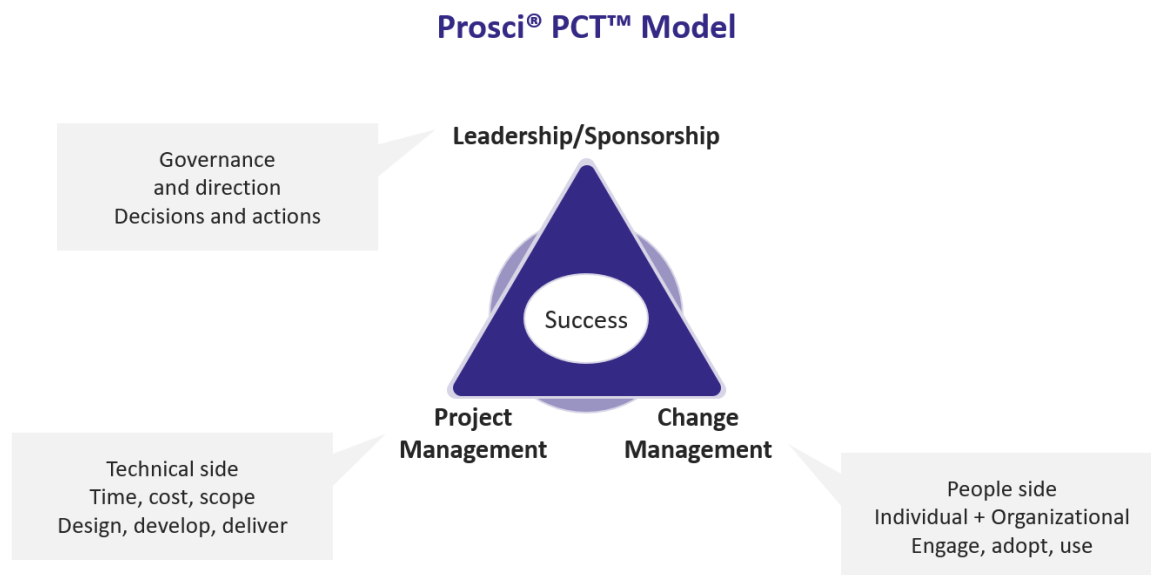 Prosci® PCT™ Model
Leadership/Sponsorship
Governance
and direction
Decisions and actions
Success
Project
Management
Change
Management
Technical side
Time, cost, scope
Design, develop, deliver
People side
Individual + Organizational
Engage, adopt, use